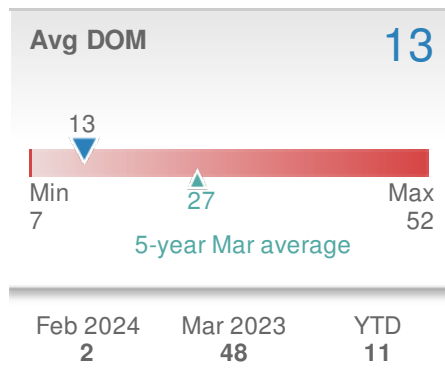 Avg DOM 13
13
Min Max
7 27 52
5-year Mar average
Feb 2024 Mar 2023 YTD
2 48 11